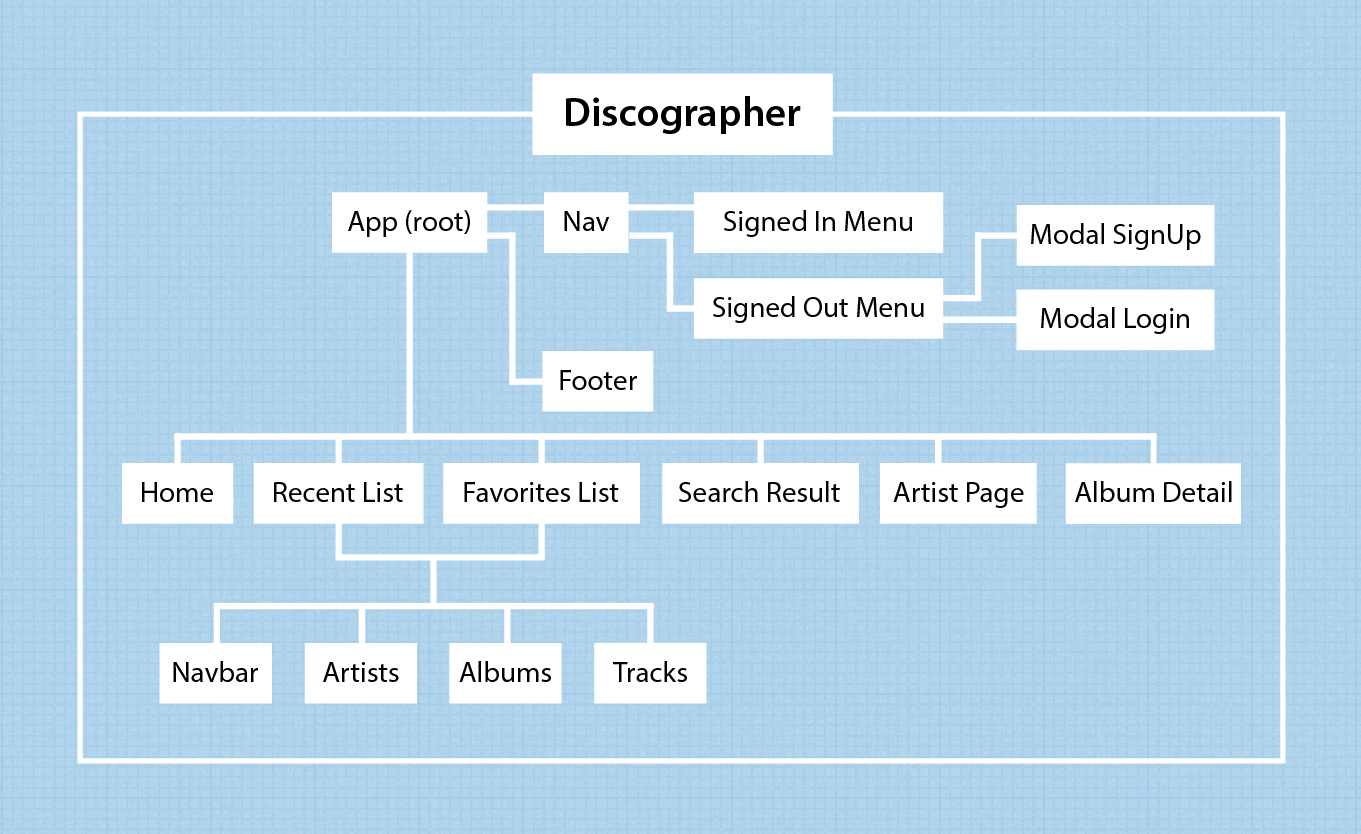 Discographer
App (root)
Nav
Signed In Menu
Modal SignUp
Signed Out Menu
Modal Login
Footer
Home
Recent List
Favorites List
Search Result
Artist Page
Album Detail
Navbar
Artists
Albums
Tracks